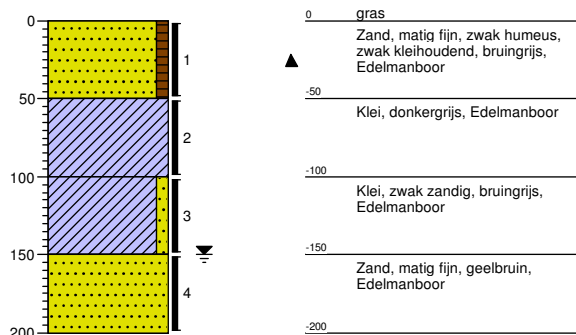 0
50
100
150
200
1
2
3
4
0
gras
Zand, matig fijn, zwak humeus,
zwak kleihoudend, bruingrijs,
Edelmanboor
-50
Klei, donkergrijs, Edelmanboor
-100
Klei, zwak zandig, bruingrijs,
Edelmanboor
-150
Zand, matig fijn, geelbruin,
Edelmanboor
-200